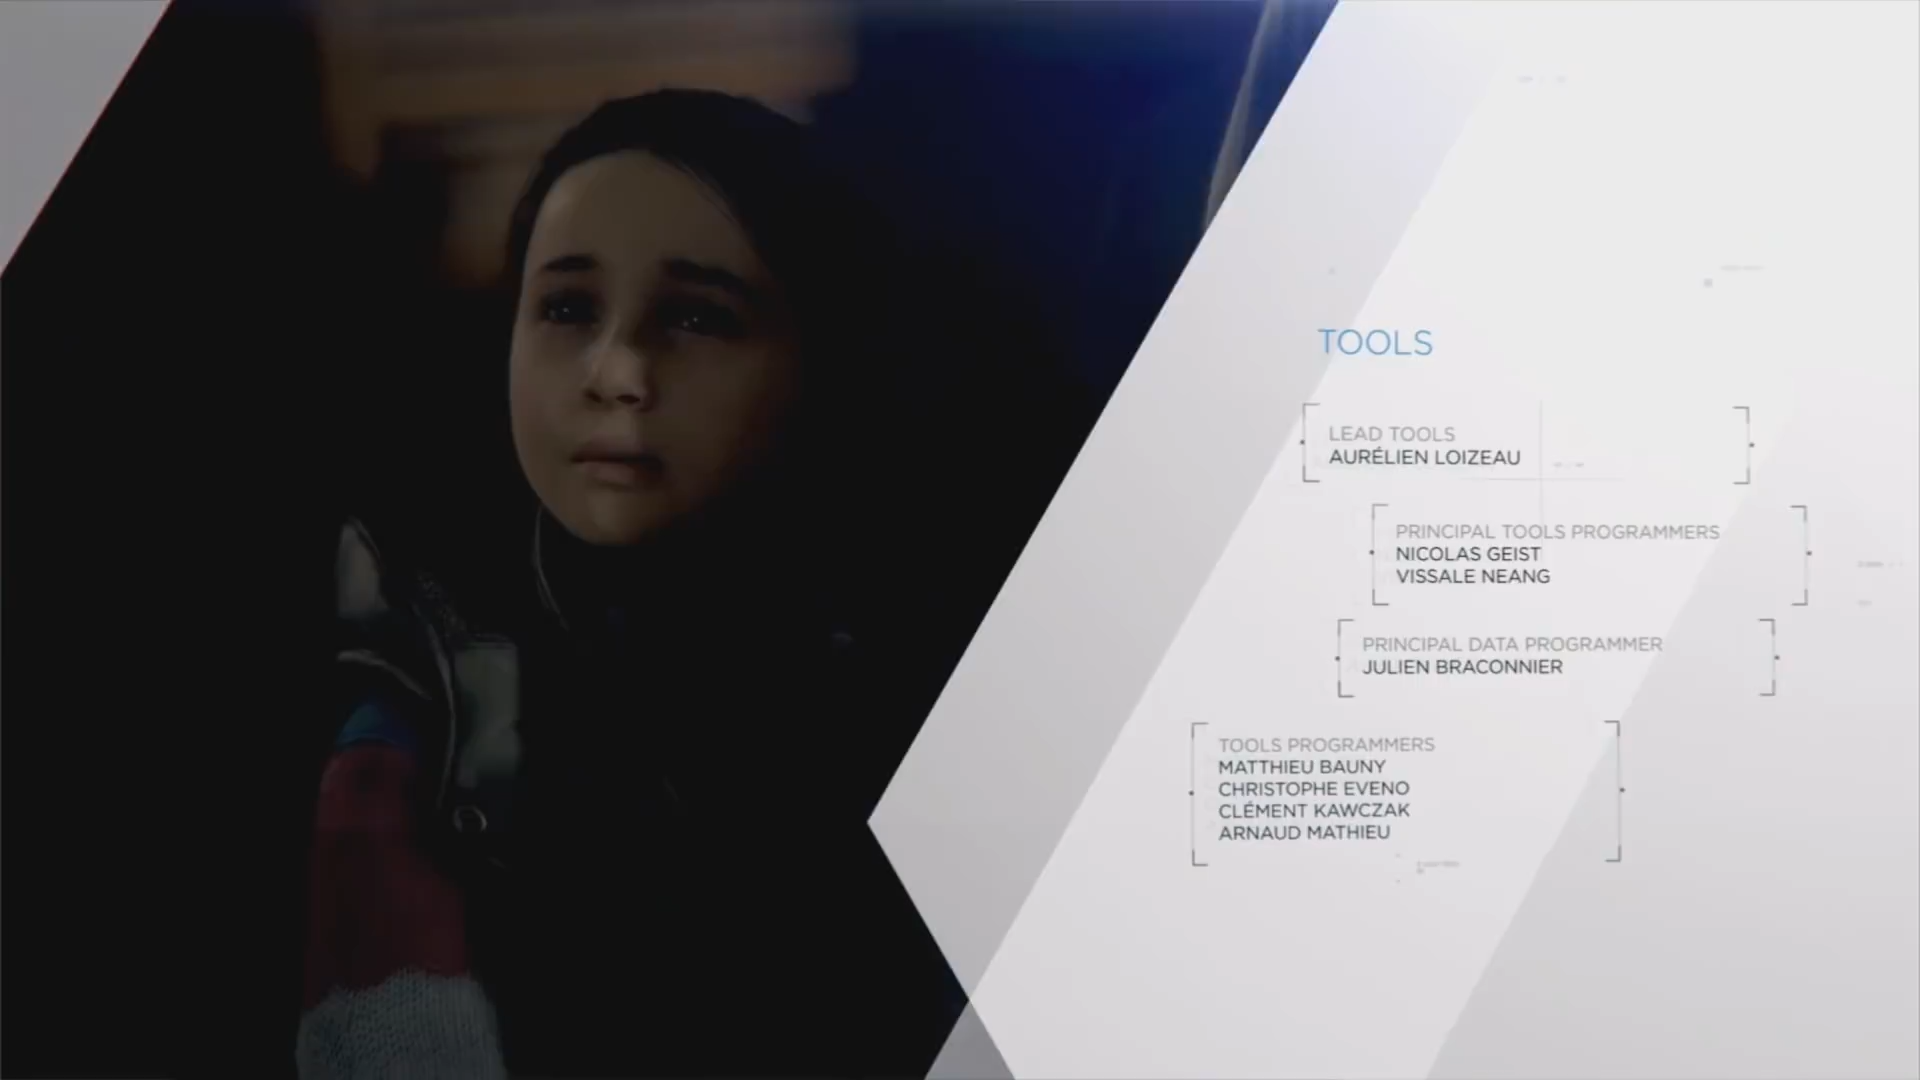 TOOLS
LEAD TOOLS
AURÉLIEN LOIZEAU
PRINCIPAL TOOLS PROGRAMMERS
NICOLAS GEIST
VISSALE NEANG
PRINCIPAL DATA PROGRAMMER
JULIEN BRACONNIER
TOOLS PROGRAMMERS
MATTHIEU BAUNY
CHRISTOPHE EVENO
CLÉMENT KAWCZAK
ARNAUD MATHIEU